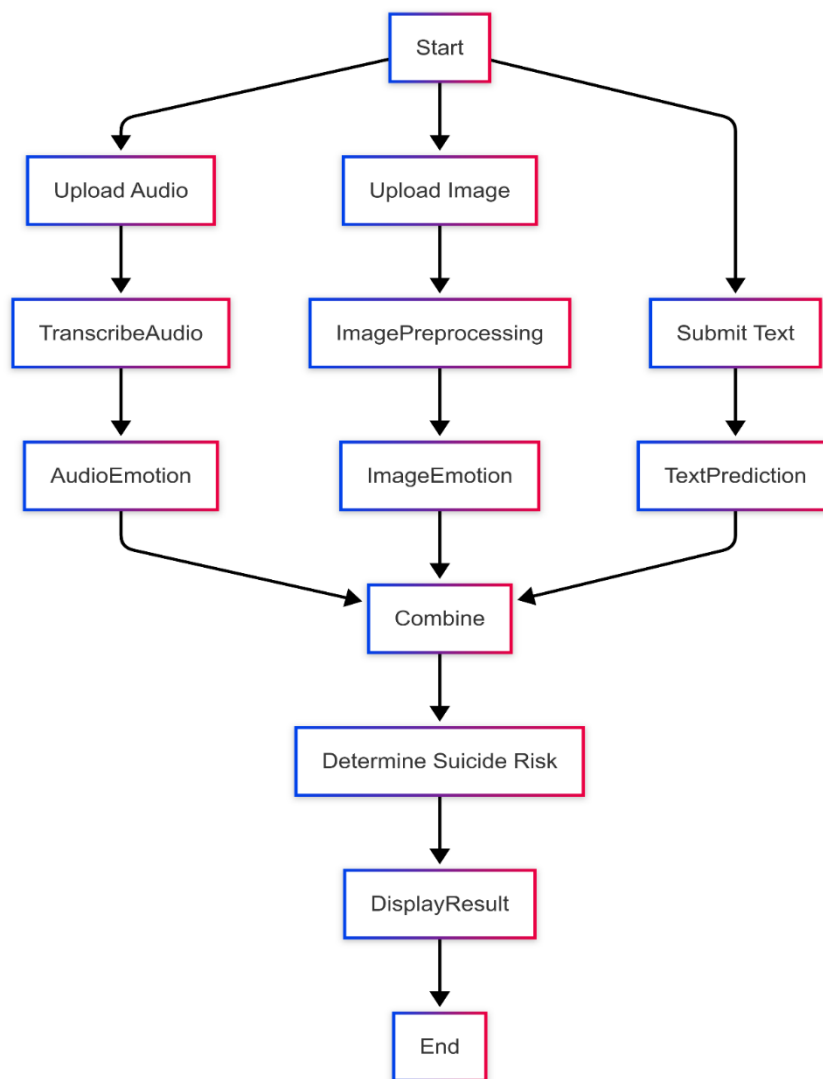 Start
Upload Audio
Upload Image
TranscribeAudio
ImagePreprocessing
Submit Text
AudioEmotion
ImageEmotion
TextPrediction
Combine
Determine Suicide Risk
DisplayResult
End